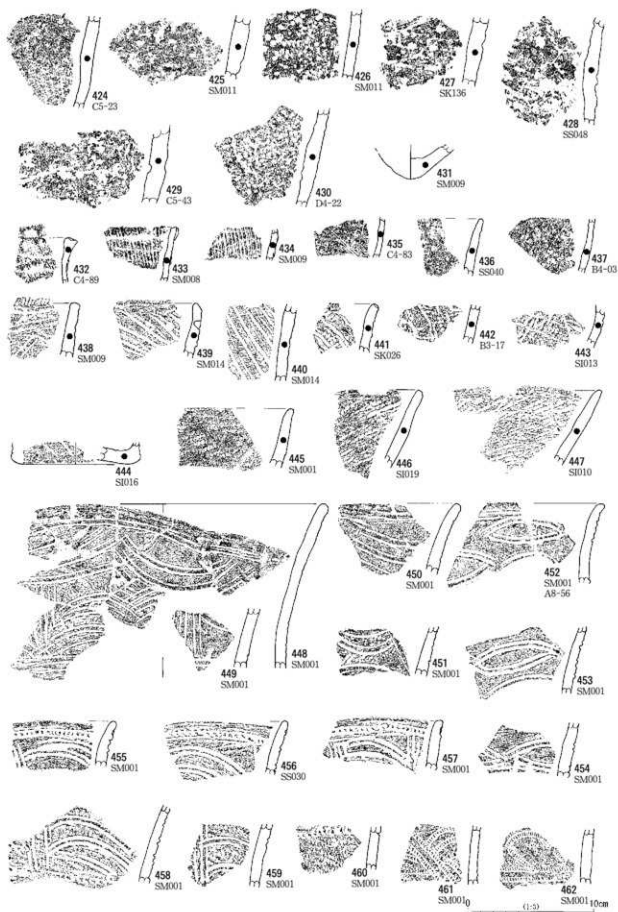 424
C5-23
425
SM011
426
SM011
427
SK136
428
SS048
429
C5-43
430
D4-22
431
SM009
432
C4-89
433
SM008
434
SM009
435
C4-83
436
SS040
437
B4-03
438
SM009
439
SM014
440
SM014
441
SK026
442
B3-17
443
SI013
444
SI016
445
SM001
446
SI019
447
SI010
448
SM001
449
SM001
450
SM001
452
SM001
A8-56
451
SM001
453
SM001
455
SM001
456
SS030
457
SM001
454
SM001
458
SM001
459
SM001
460
SM001
461
SM001
462
SM001
0 (1:5) 10cm